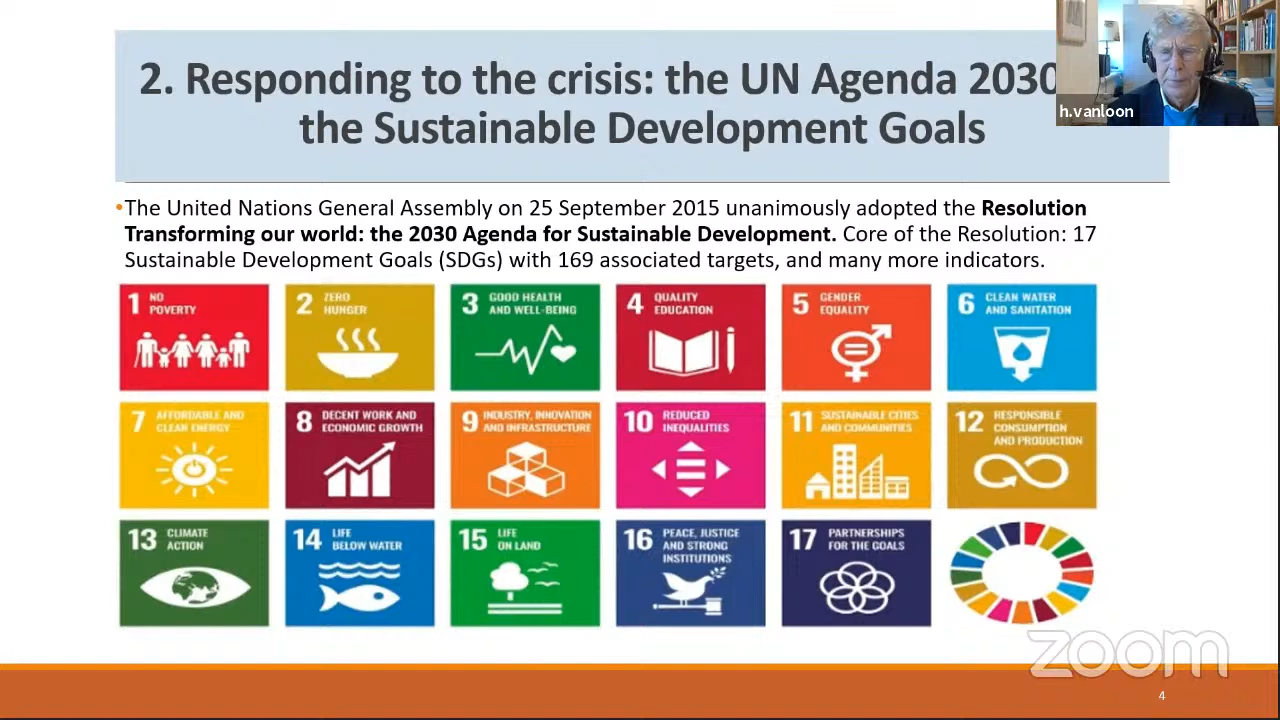 2. Responding to the crisis: the UN Agenda 2030
the Sustainable Development Goals
h.vanloon
•The United Nations General Assembly on 25 September 2015 unanimously adopted the Resolution
Transforming our world: the 2030 Agenda for Sustainable Development. Core of the Resolution: 17
Sustainable Development Goals (SDGs) with 169 associated targets, and many more indicators.
1 NO
POVERTY
2 ZERO
HUNGER
3 GOOD HEALTH
AND WELL-BEING
4 QUALITY
EDUCATION
5 GENDER
EQUALITY
6 CLEAN WATER
AND SANITATION
7 AFFORDABLE AND
CLEAN ENERGY
8 DECENT WORK AND
ECONOMIC GROWTH
9 INDUSTRY, INNOVATION
AND INFRASTRUCTURE
10 REDUCED
INEQUALITIES
11 SUSTAINABLE CITIES
AND COMMUNITIES
12 RESPONSIBLE
CONSUMPTION
AND PRODUCTION
13 CLIMATE
ACTION
14 LIFE
BELOW WATER
15 LIFE
ON LAND
16 PEACE, JUSTICE
AND STRONG
INSTITUTIONS
17 PARTNERSHIPS
FOR THE GOALS
zoom
4